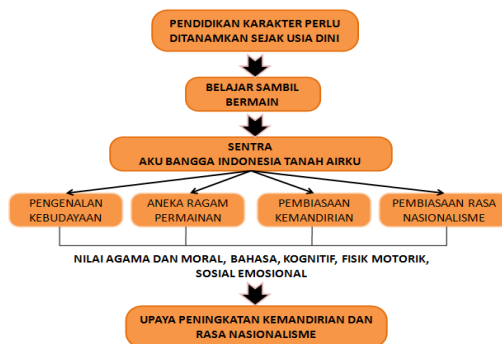 PENDIDIKAN KARAKTER PERLU
DITANAMKAN SEJAK USIA DINI
BELAJAR SAMBIL
BERMAIN
SENTRA
AKU BANGGA INDONESIA TANAH AIRKU
PENGENALAN
KEBUDAYAAN
ANEKA RAGAM
PERMAINAN
PEMBIASAAN
KEMANDIRIAN
PEMBIASAAN RASA
NASIONALISME
NILAI AGAMA DAN MORAL, BAHASA, KOGNITIF, FISIK MOTORIK,
SOSIAL EMOSIONAL
UPAYA PENINGKATAN KEMANDIRIAN DAN
RASA NASIONALISME